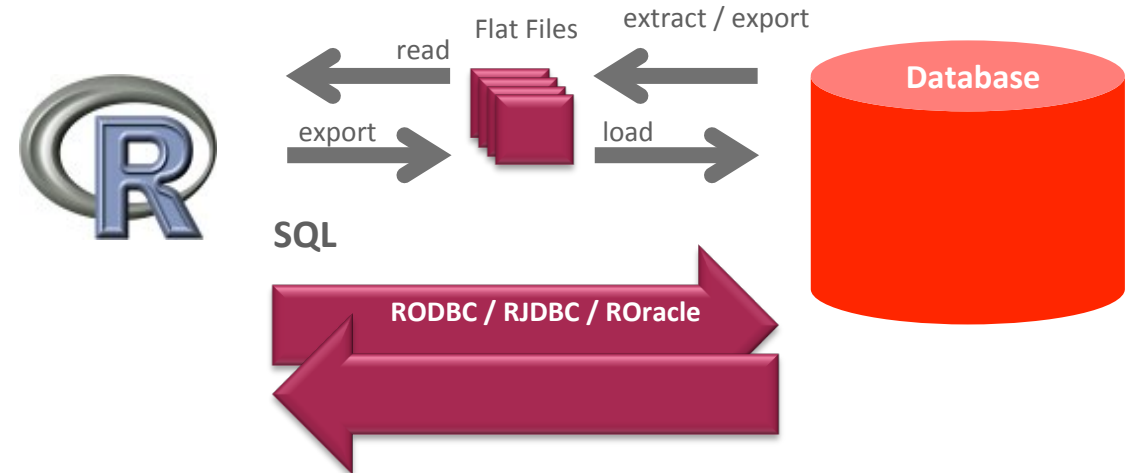 extract / export
Flat Files
read
Database
export
load
R
SQL
RODBC / RJDBC / ROracle